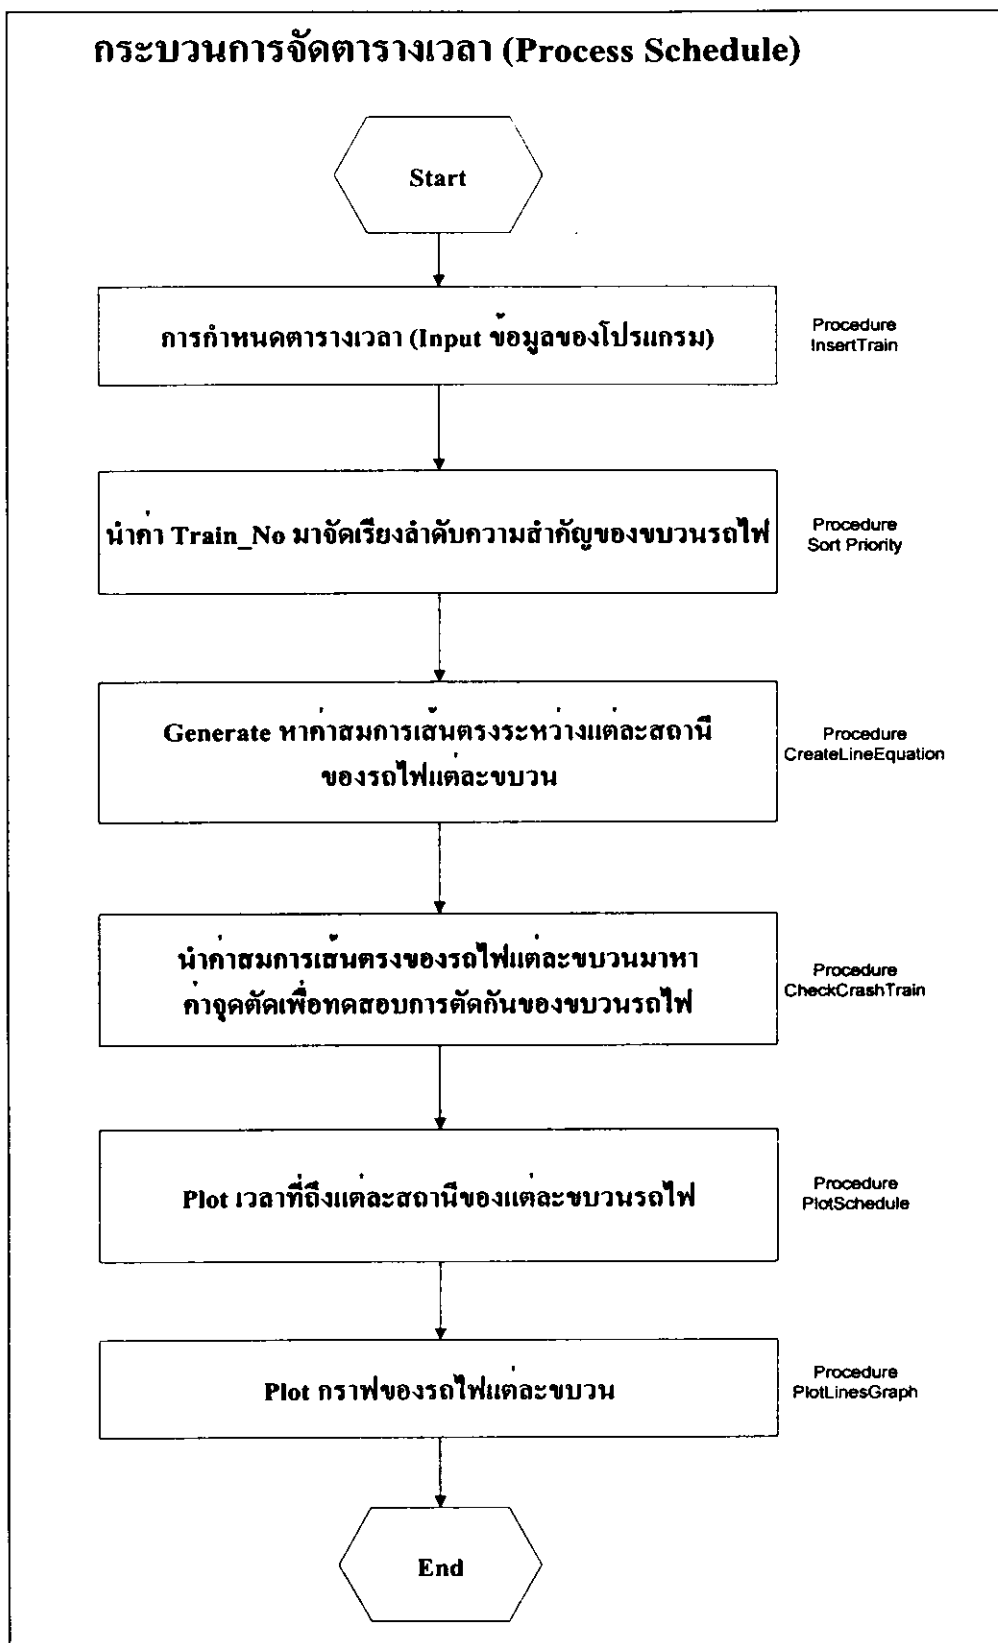 กระบวนการจัดตารางเวลา (Process Schedule)
Start
การกำหนดตารางเวลา (Input ข้อมูลของโปรแกรม)
Procedure
InsertTrain
นำค่า Train_No มาจัดเรียงลำดับความสำคัญของขบวนรถไฟ
Procedure
Sort Priority
Generate หาค่าสมการเส้นตรงระหว่างแต่ละสถานี
ของรถไฟแต่ละขบวน
Procedure
CreateLineEquation
นำค่าสมการเส้นตรงของรถไฟแต่ละขบวนมาหา
ค่าจุดตัดเพื่อทดสอบการตัดกันของขบวนรถไฟ
Procedure
CheckCrashTrain
Plot เวลาที่ถึงแต่ละสถานีของแต่ละขบวนรถไฟ
Procedure
PlotSchedule
Plot กราฟของรถไฟแต่ละขบวน
Procedure
PlotLinesGraph
End